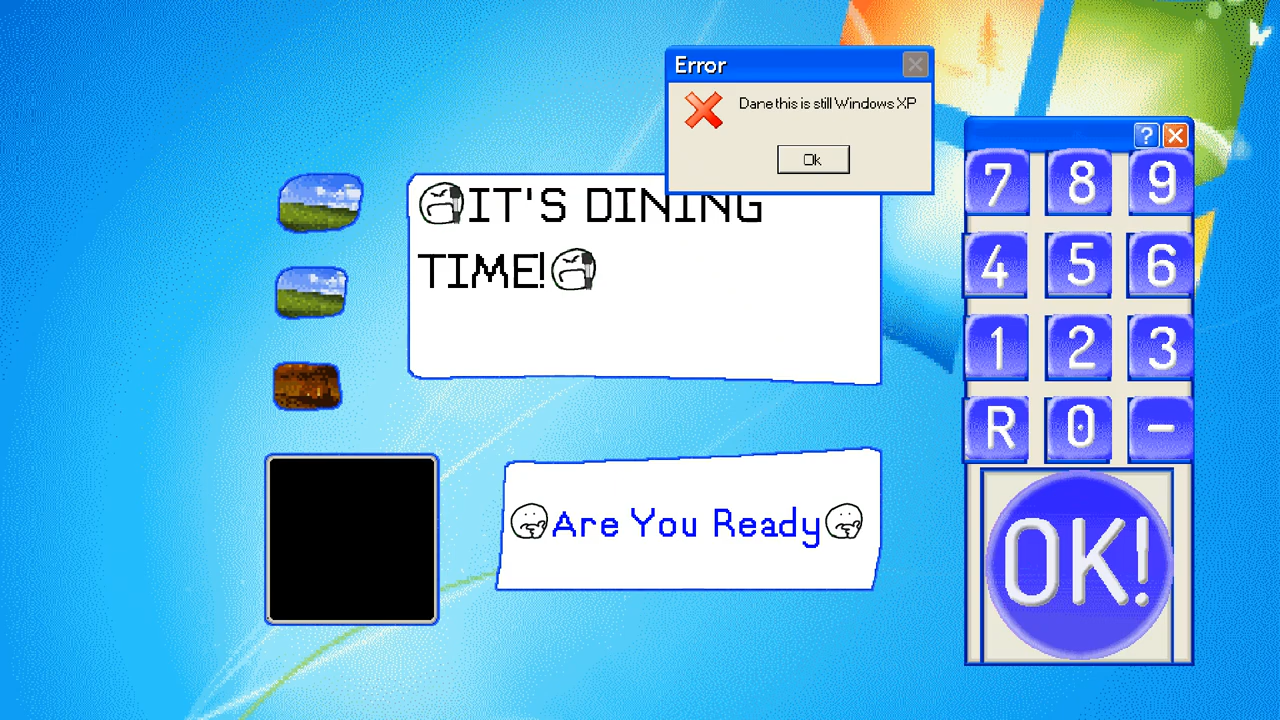 Error
Dane this is still Windows XP
Ok
IT'S DINING
TIME!
Are You Ready
?
7 8 9
4 5 6
1 2 3
R 0 -
OK!